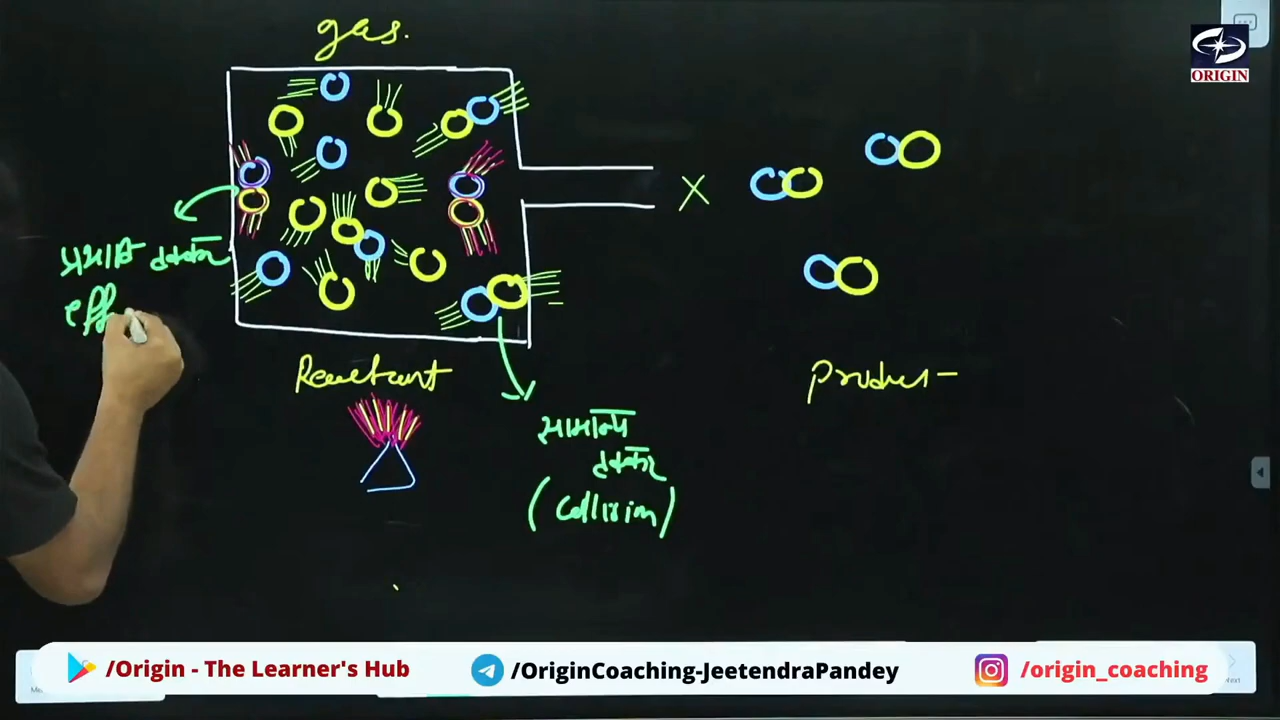 gas.
ORIGIN
X
प्रभावी टक्कर
eff
Reactant
Product
सामान्य
टक्कर
(Collision)
/Origin - The Learner's Hub
/OriginCoaching-JeetendraPandey
/origin_coaching